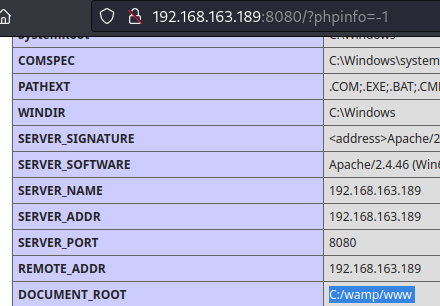 192.168.163.189:8080/?phpinfo=-1
SystemRoot C:\Windows
COMSPEC C:\Windows\system
PATHEXT .COM;.EXE;.BAT;.CM
WINDIR C:\Windows
SERVER_SIGNATURE <address>Apache/2
SERVER_SOFTWARE Apache/2.4.46 (Win6
SERVER_NAME 192.168.163.189
SERVER_ADDR 192.168.163.189
SERVER_PORT 8080
REMOTE_ADDR 192.168.163.189
DOCUMENT_ROOT C:/wamp/www